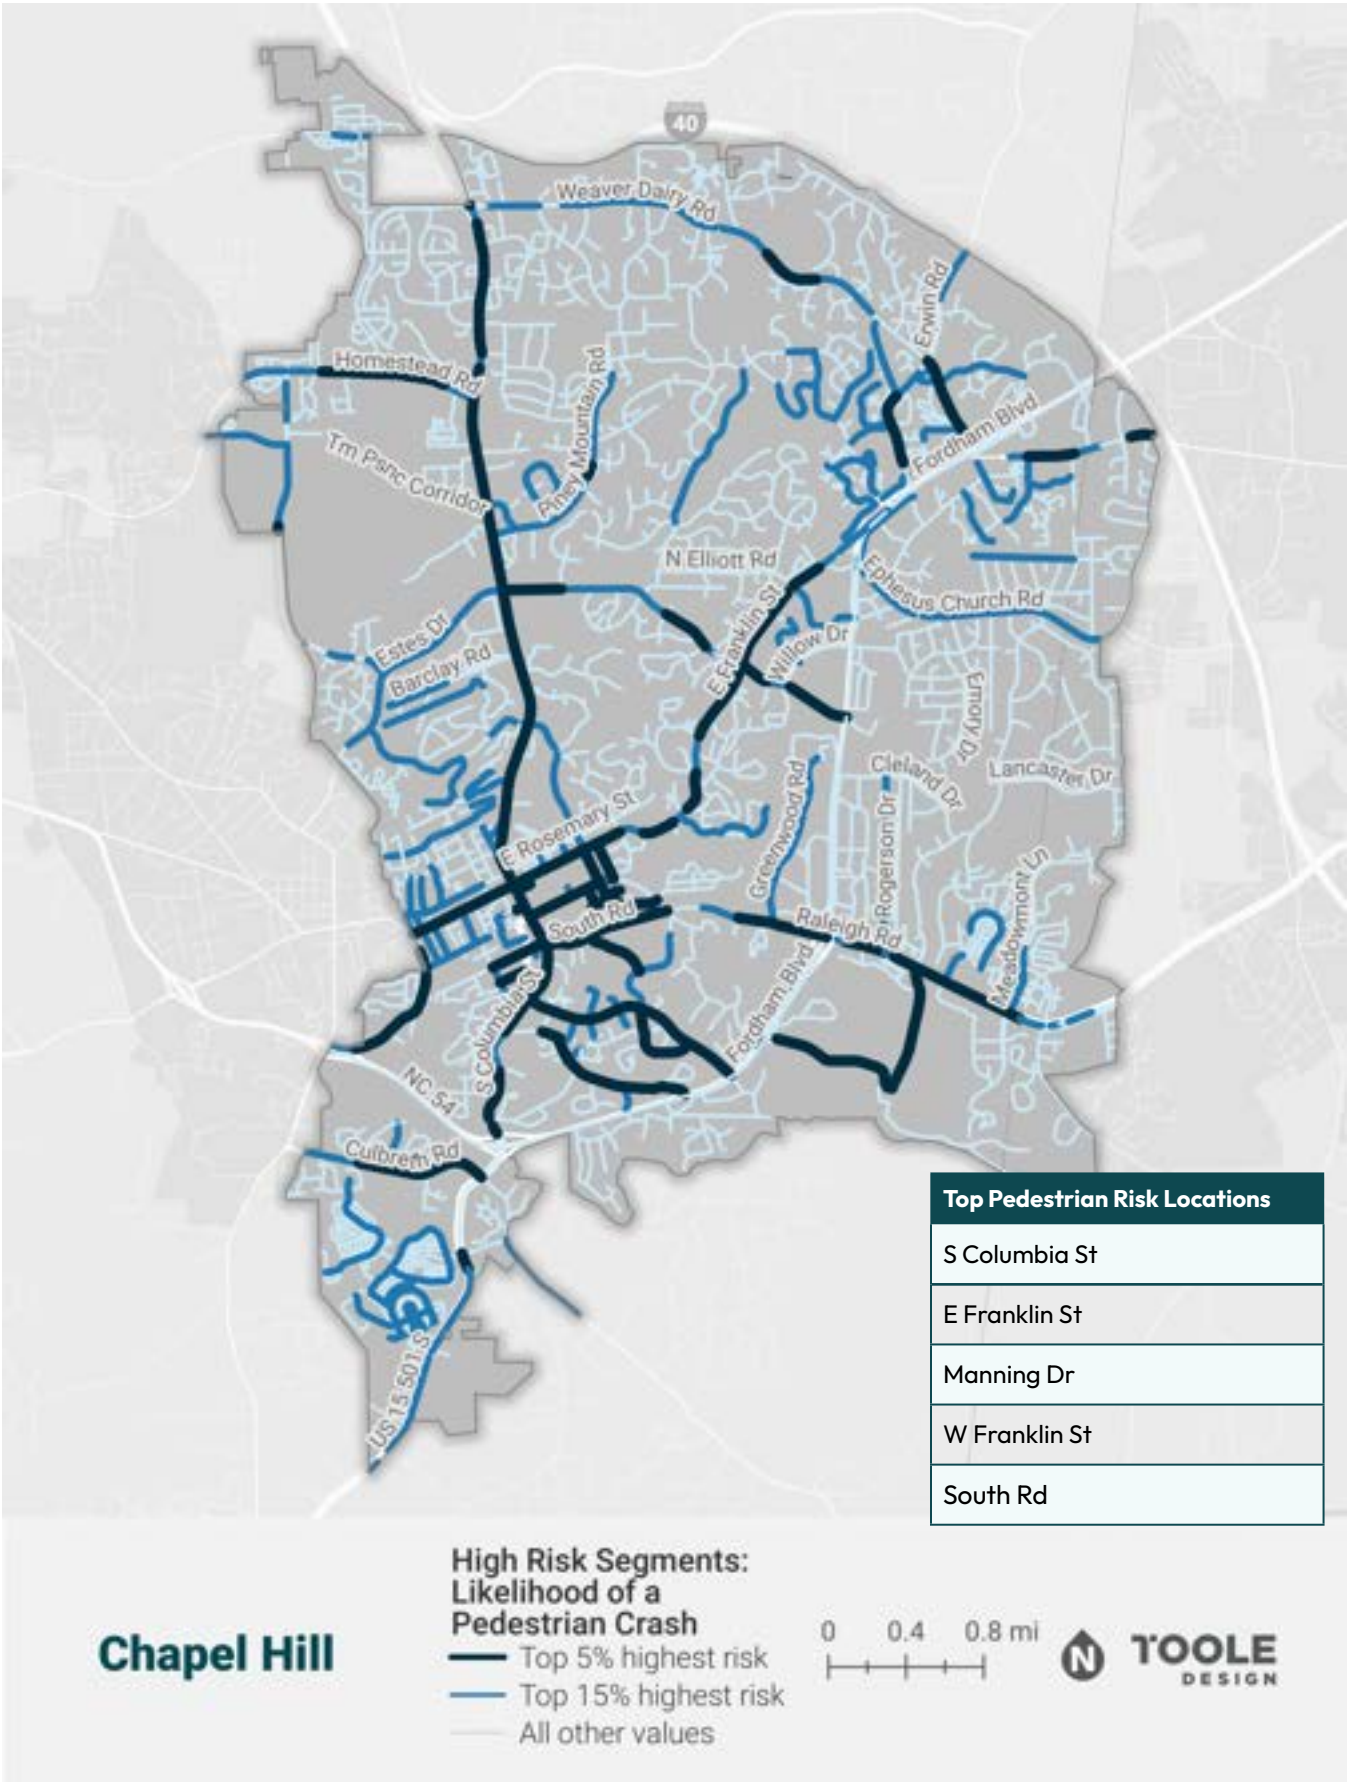 40
Weaver Dairy Rd
Erwin Rd
Homestead Rd
Piney Mountain Rd
Fordham Blvd
Tm Psnc Corridor
N Elliott Rd
Ephesus Church Rd
E Franklin St
Estes Dr
Willow Dr
Barclay Rd
Emory Dr
Cleland Dr
Lancaster Dr
Greenwood Rd
Rogerson Dr
E Rosemary St
Meadowmont Ln
South Rd
Raleigh Rd
S Columbia St
Fordham Blvd
NC 54
Culbreth Rd
US 15 501 S
Top Pedestrian Risk Locations
S Columbia St
E Franklin St
Manning Dr
W Franklin St
South Rd
Chapel Hill
High Risk Segments:
Likelihood of a
Pedestrian Crash
Top 5% highest risk
Top 15% highest risk
All other values
0 0.4 0.8 mi
N
TOOLE
DESIGN